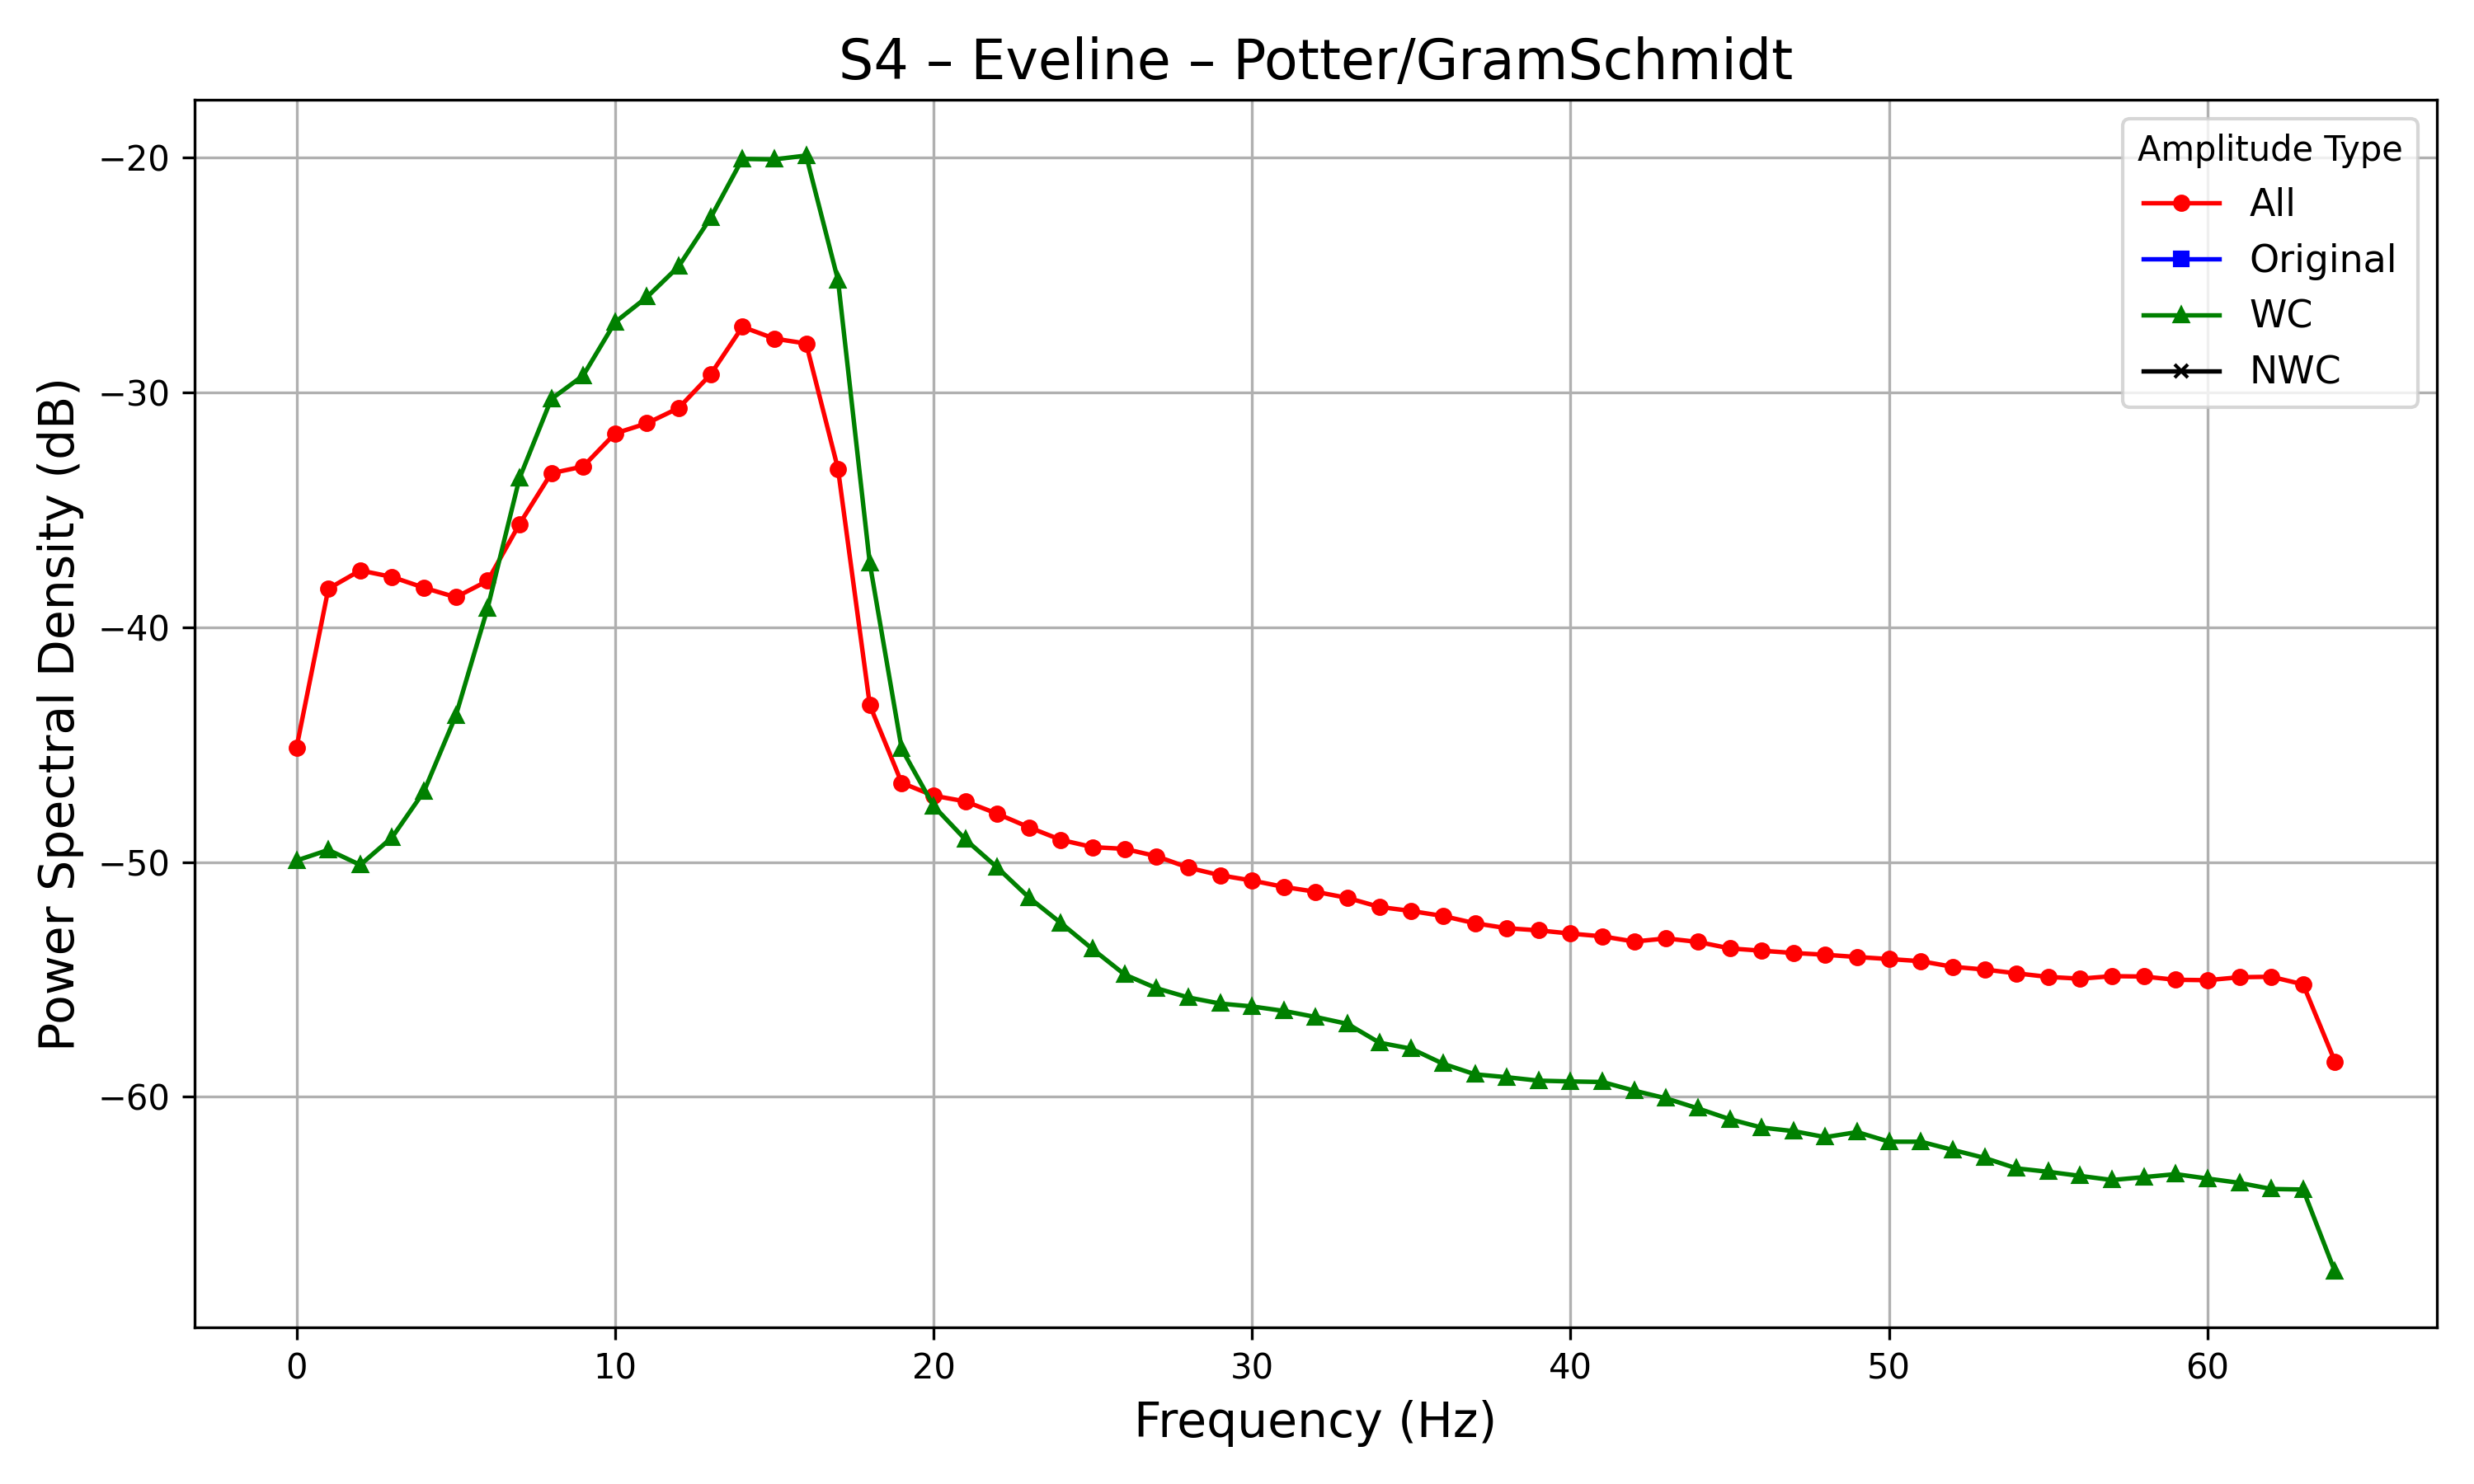 S4 – Eveline – Potter/GramSchmidt
Power Spectral Density (dB)
−20
−30
−40
−50
−60
Amplitude Type
All
Original
WC
NWC
0 10 20 30 40 50 60
Frequency (Hz)